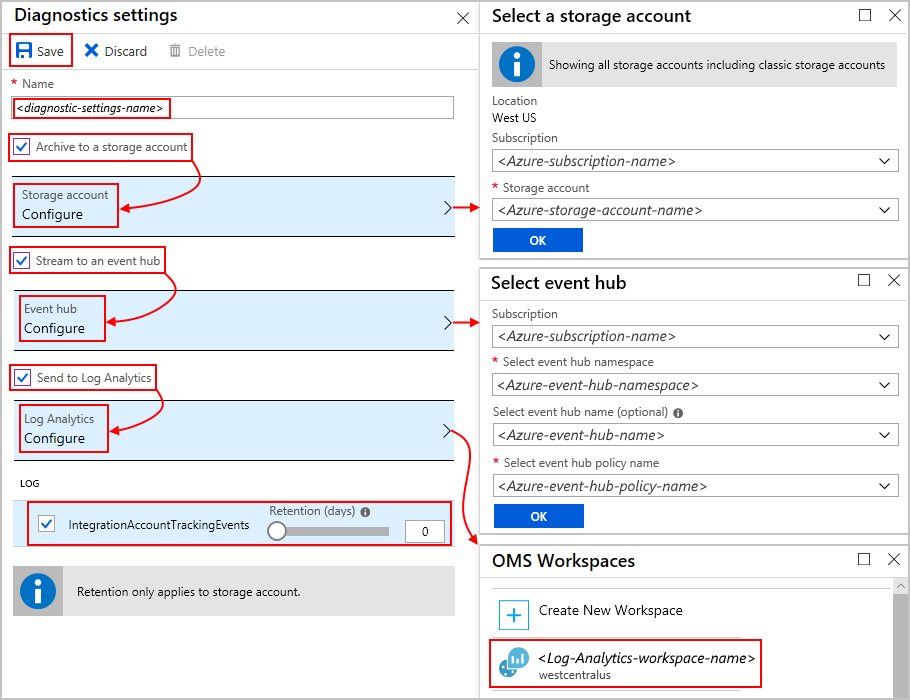 Diagnostics settings
Save Discard Delete
* Name
<diagnostic-settings-name>
Archive to a storage account
Storage account
Configure
Stream to an event hub
Event hub
Configure
Send to Log Analytics
Log Analytics
Configure
LOG
IntegrationAccountTrackingEvents
Retention (days)
0
Retention only applies to storage account.
Select a storage account
Showing all storage accounts including classic storage accounts
Location
West US
Subscription
<Azure-subscription-name>
* Storage account
<Azure-storage-account-name>
OK
Select event hub
Subscription
<Azure-subscription-name>
* Select event hub namespace
<Azure-event-hub-namespace>
Select event hub name (optional)
<Azure-event-hub-name>
* Select event hub policy name
<Azure-event-hub-policy-name>
OK
OMS Workspaces
Create New Workspace
<Log-Analytics-workspace-name>
westcentralus